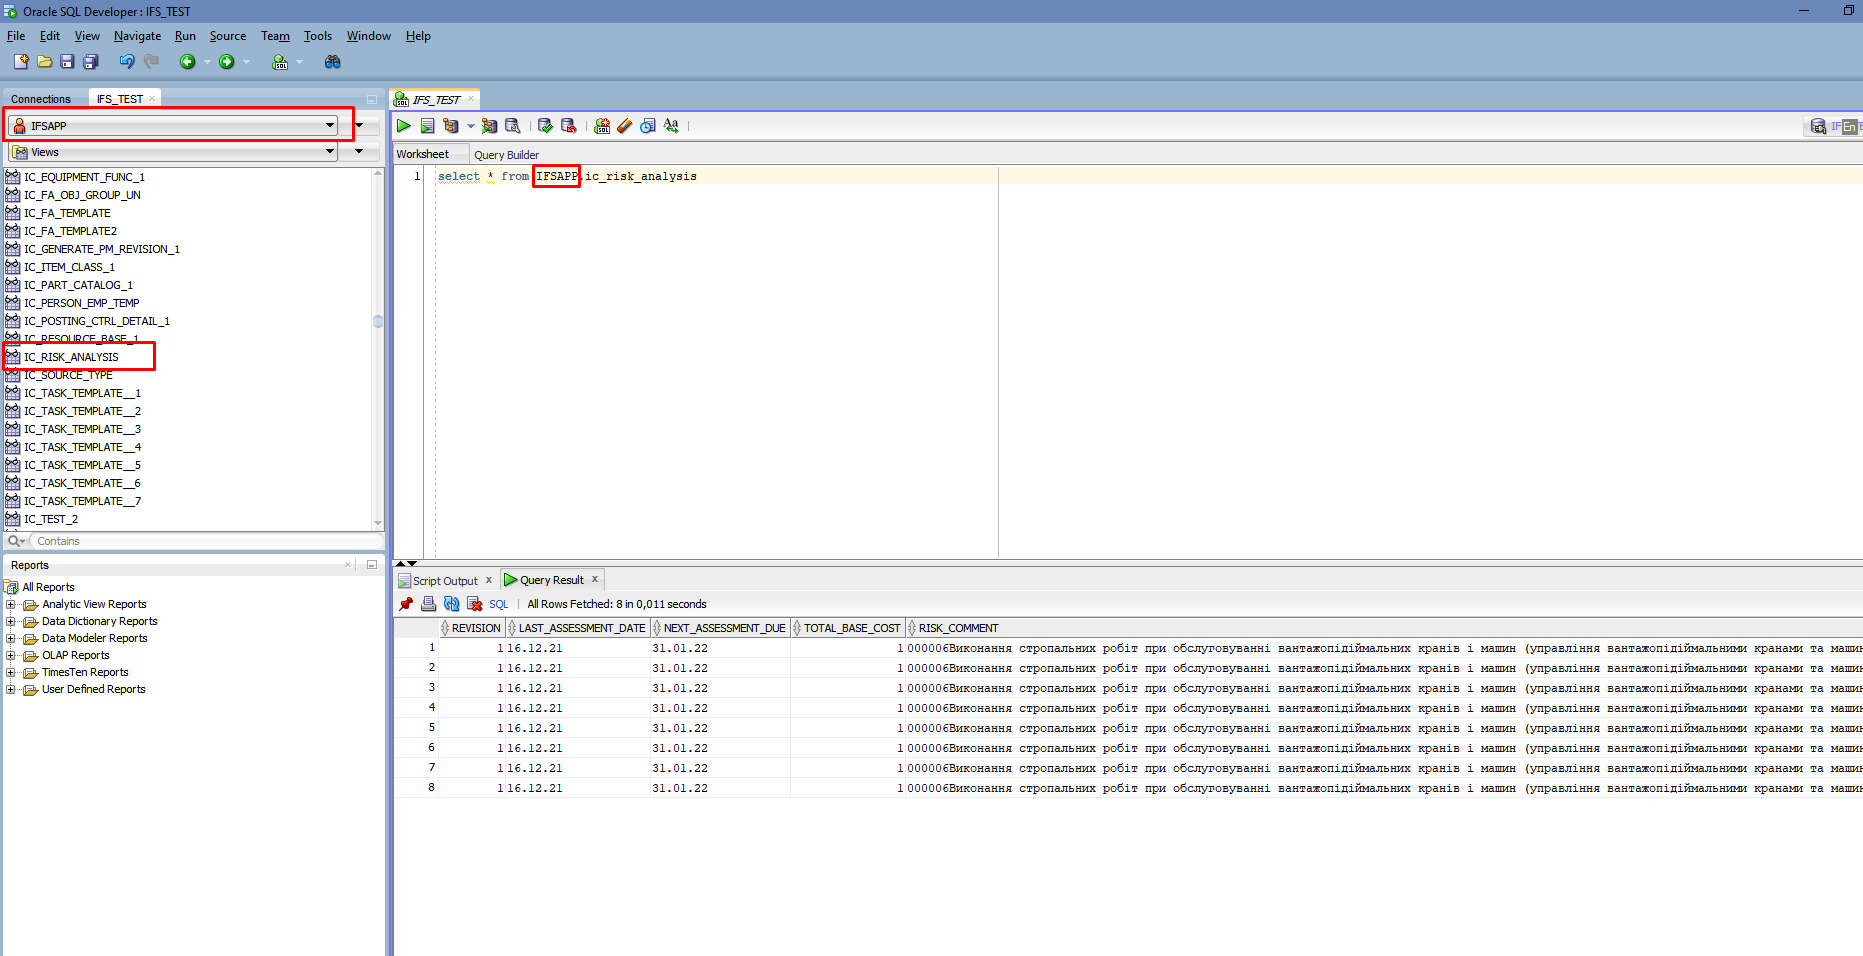 Oracle SQL Developer : IFS_TEST
File Edit View Navigate Run Source Team Tools Window Help
Connections IFS_TEST
IFSAPP
Views
IC_EQUIPMENT_FUNC_1
IC_FA_OBJ_GROUP_UN
IC_FA_TEMPLATE
IC_FA_TEMPLATE2
IC_GENERATE_PM_REVISION_1
IC_ITEM_CLASS_1
IC_PART_CATALOG_1
IC_PERSON_EMP_TEMP
IC_POSTING_CTRL_DETAIL_1
IC_RESOURCE_BASE_1
IC_RISK_ANALYSIS
IC_SOURCE_TYPE
IC_TASK_TEMPLATE__1
IC_TASK_TEMPLATE__2
IC_TASK_TEMPLATE__3
IC_TASK_TEMPLATE__4
IC_TASK_TEMPLATE__5
IC_TASK_TEMPLATE__6
IC_TASK_TEMPLATE__7
IC_TEST_2
Contains
Reports
All Reports
Analytic View Reports
Data Dictionary Reports
Data Modeler Reports
OLAP Reports
TimesTen Reports
User Defined Reports
IFS_TEST
Aa
En
Worksheet Query Builder
1 select * from IFSAPP.ic_risk_analysis
Script Output x Query Result x
SQL | All Rows Fetched: 8 in 0,011 seconds
REVISION LAST_ASSESSMENT_DATE NEXT_ASSESSMENT_DUE TOTAL_BASE_COST RISK_COMMENT
1 1 16.12.21 31.01.22 1 000006Виконання стропальних робіт при обслуговуванні вантажопідіймальних кранів і машин (управління вантажопідіймальними кранами та машин
2 1 16.12.21 31.01.22 1 000006Виконання стропальних робіт при обслуговуванні вантажопідіймальних кранів і машин (управління вантажопідіймальними кранами та машин
3 1 16.12.21 31.01.22 1 000006Виконання стропальних робіт при обслуговуванні вантажопідіймальних кранів і машин (управління вантажопідіймальними кранами та машин
4 1 16.12.21 31.01.22 1 000006Виконання стропальних робіт при обслуговуванні вантажопідіймальних кранів і машин (управління вантажопідіймальними кранами та машин
5 1 16.12.21 31.01.22 1 000006Виконання стропальних робіт при обслуговуванні вантажопідіймальних кранів і машин (управління вантажопідіймальними кранами та машин
6 1 16.12.21 31.01.22 1 000006Виконання стропальних робіт при обслуговуванні вантажопідіймальних кранів і машин (управління вантажопідіймальними кранами та машин
7 1 16.12.21 31.01.22 1 000006Виконання стропальних робіт при обслуговуванні вантажопідіймальних кранів і машин (управління вантажопідіймальними кранами та машин
8 1 16.12.21 31.01.22 1 000006Виконання стропальних робіт при обслуговуванні вантажопідіймальних кранів і машин (управління вантажопідіймальними кранами та машин